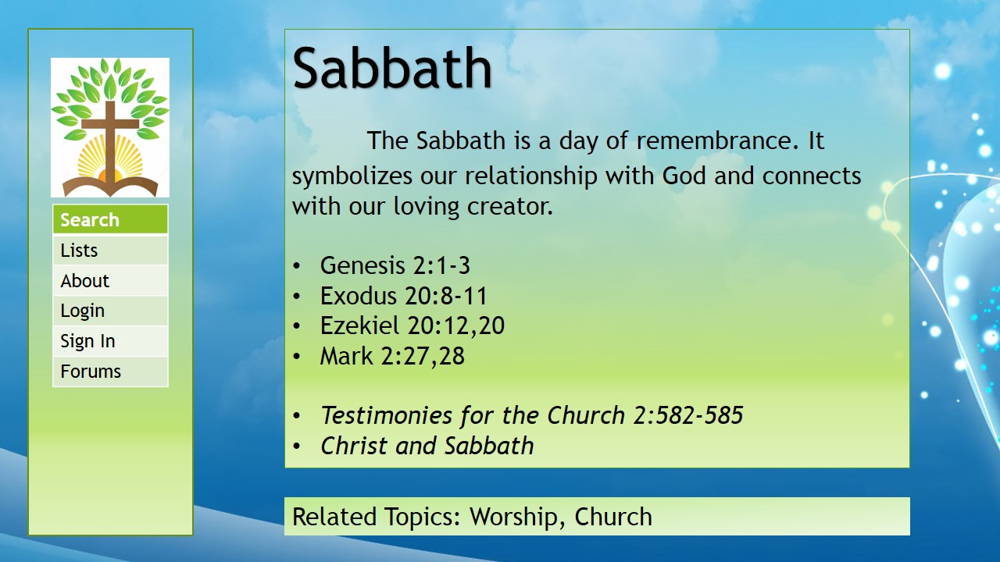 Search
Lists
About
Login
Sign In
Forums
Sabbath
The Sabbath is a day of remembrance. It
symbolizes our relationship with God and connects
with our loving creator.
• Genesis 2:1-3
• Exodus 20:8-11
• Ezekiel 20:12,20
• Mark 2:27,28
• Testimonies for the Church 2:582-585
• Christ and Sabbath
Related Topics: Worship, Church